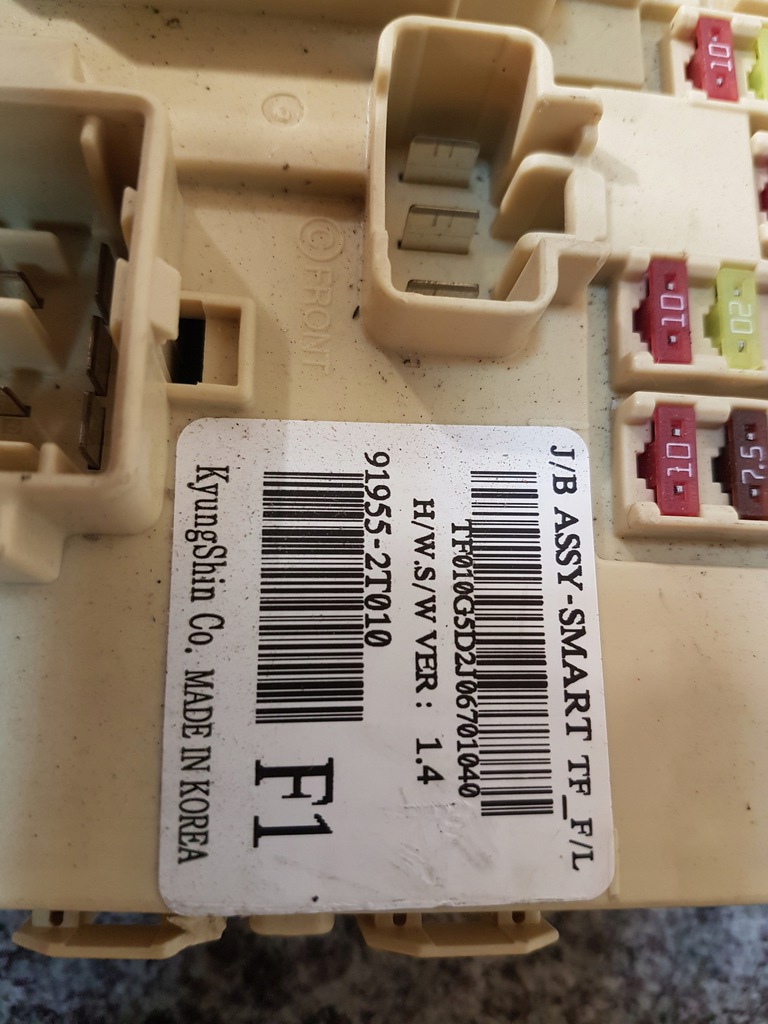 J/B ASSY-SMART TF_F/L
TF010G5D2J06701040
H/W.S/W VER : 1.4
91955-2T010
F1
KyungShin Co. MADE IN KOREA
© FRONT
10
10
20
10
7.5